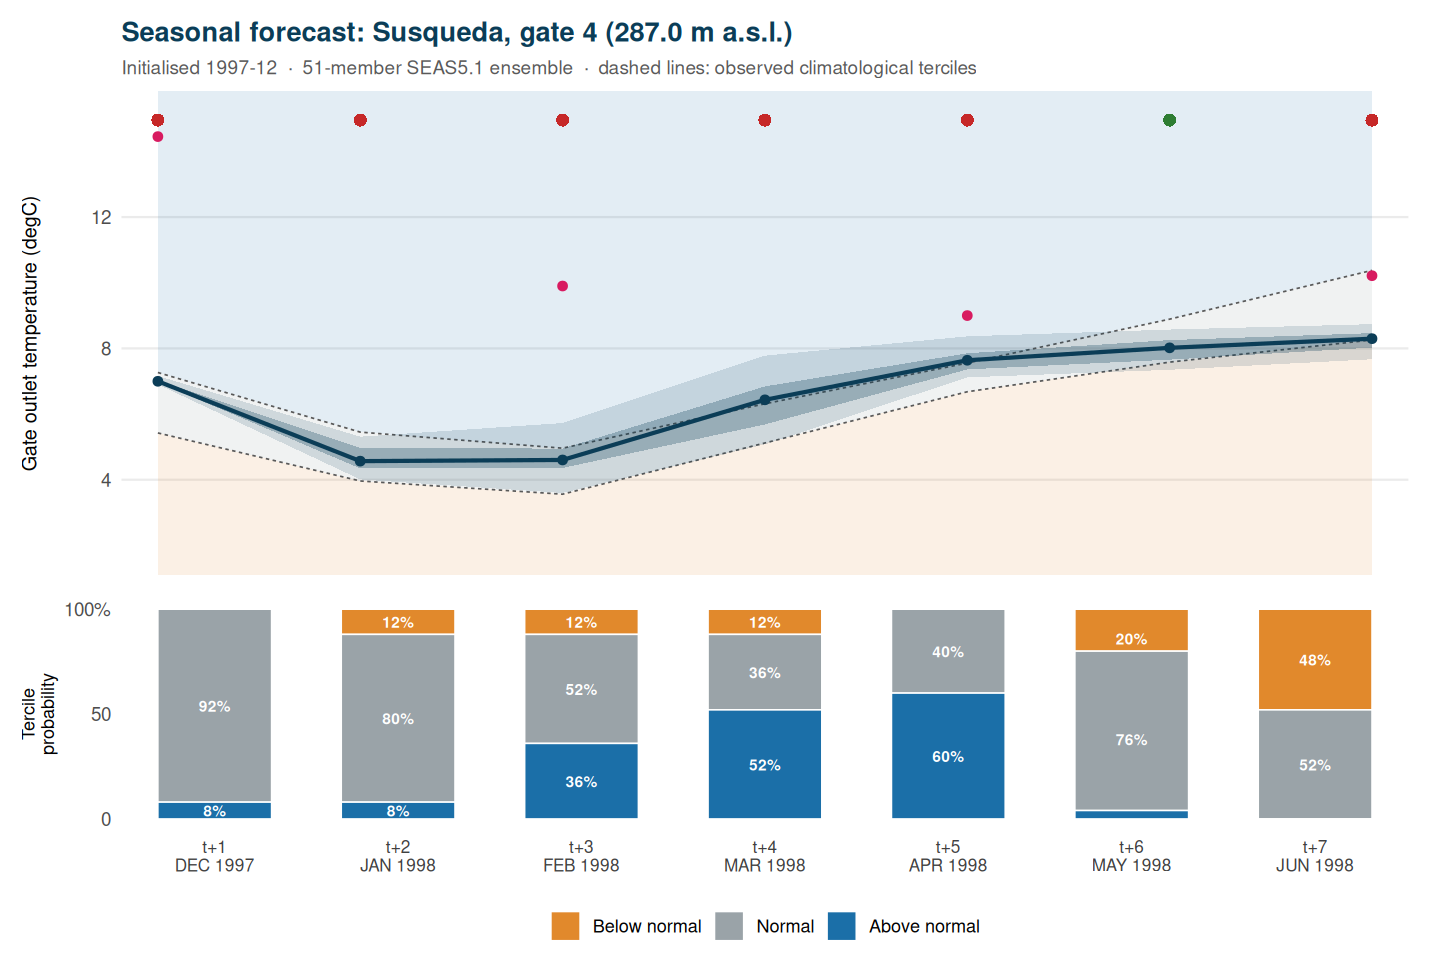 Seasonal forecast: Susqueda, gate 4 (287.0 m a.s.l.)
Initialised 1997-12 · 51-member SEAS5.1 ensemble · dashed lines: observed climatological terciles
Gate outlet temperature (degC)
12
8
4
Tercile
probability
100%
50
0
92%
8%
12%
80%
8%
12%
52%
36%
12%
36%
52%
40%
60%
20%
76%
48%
52%
t+1
DEC 1997
t+2
JAN 1998
t+3
FEB 1998
t+4
MAR 1998
t+5
APR 1998
t+6
MAY 1998
t+7
JUN 1998
Below normal
Normal
Above normal